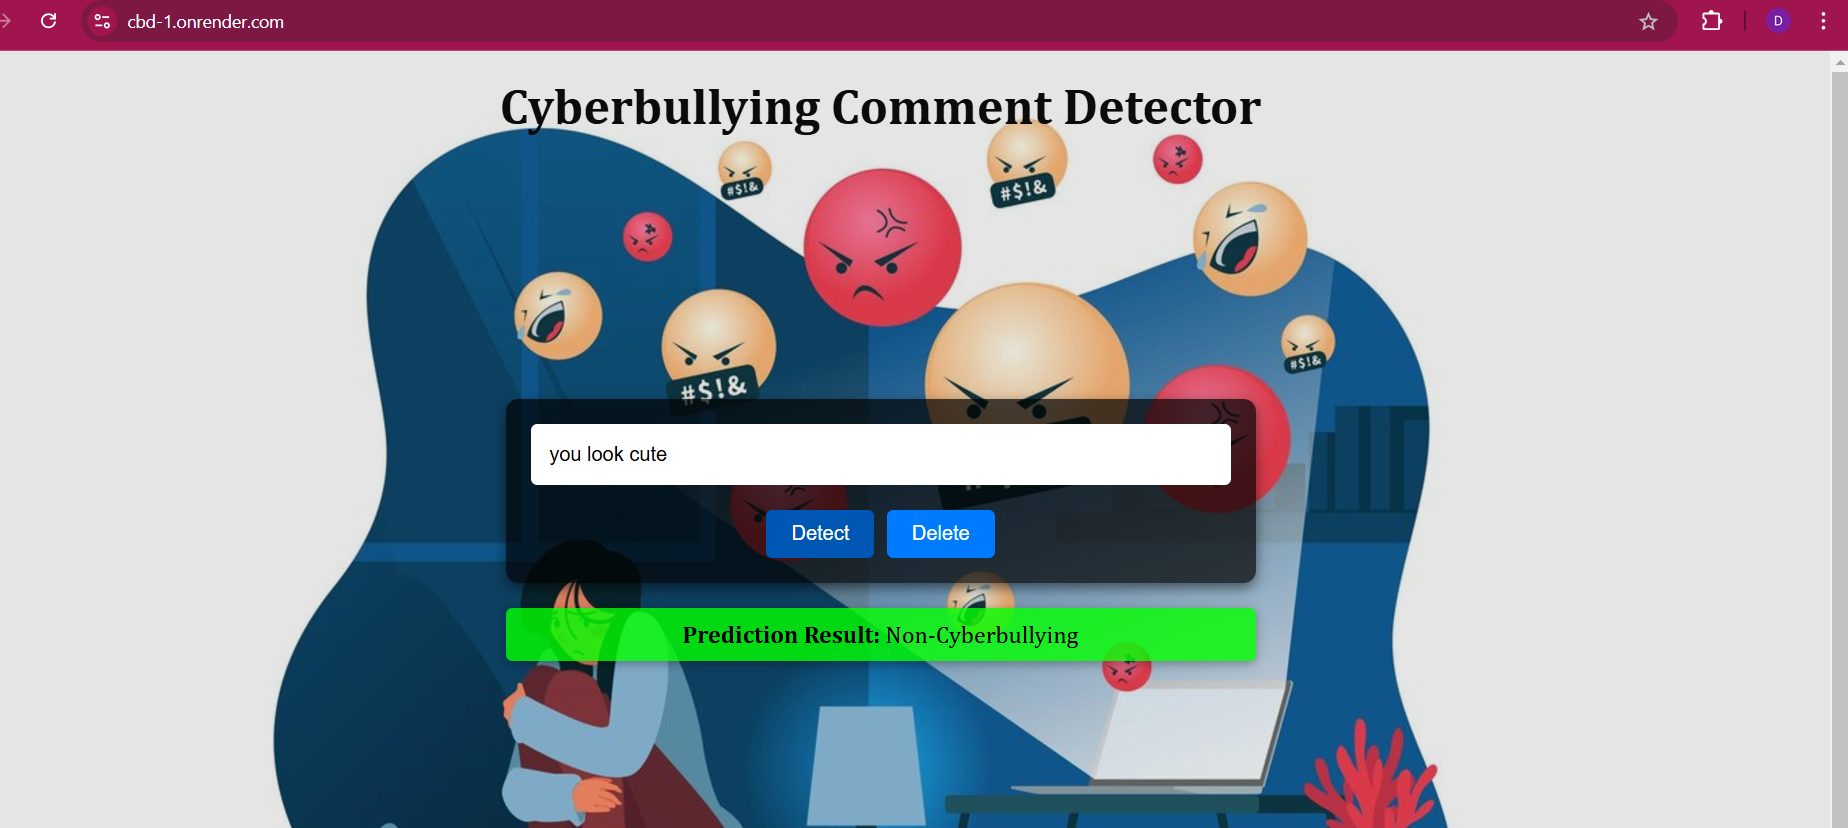 cbd-1.onrender.com
D
Cyberbullying Comment Detector
#$!&
#$!&
#$!&
#$!&
you look cute
Detect Delete
Prediction Result: Non-Cyberbullying